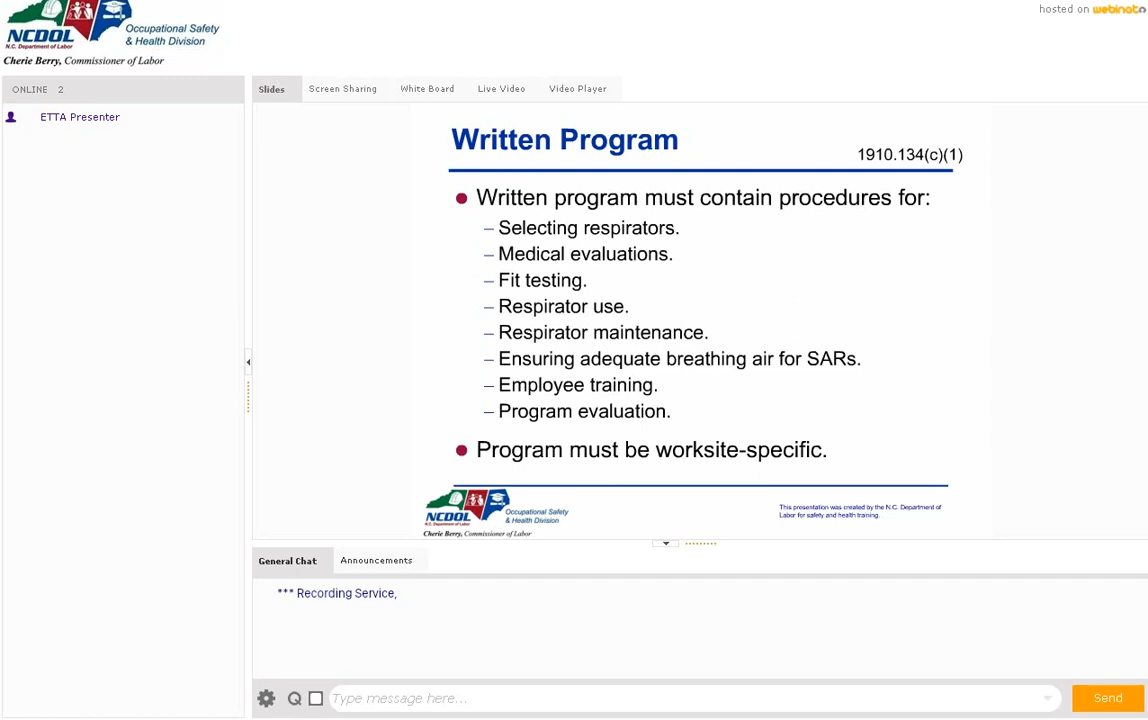 hosted on webinato
NCDOL
N.C. Department of Labor
Occupational Safety
& Health Division
Cherie Berry, Commissioner of Labor
ONLINE 2
ETTA Presenter
Slides Screen Sharing White Board Live Video Video Player
Written Program
1910.134(c)(1)
Written program must contain procedures for:
– Selecting respirators.
– Medical evaluations.
– Fit testing.
– Respirator use.
– Respirator maintenance.
– Ensuring adequate breathing air for SARs.
– Employee training.
– Program evaluation.
Program must be worksite-specific.
NCDOL
N.C. Department of Labor
Occupational Safety
& Health Division
Cherie Berry, Commissioner of Labor
This presentation was created by the N.C. Department of
Labor for safety and health training.
General Chat Announcements
*** Recording Service,
Type message here...
Send